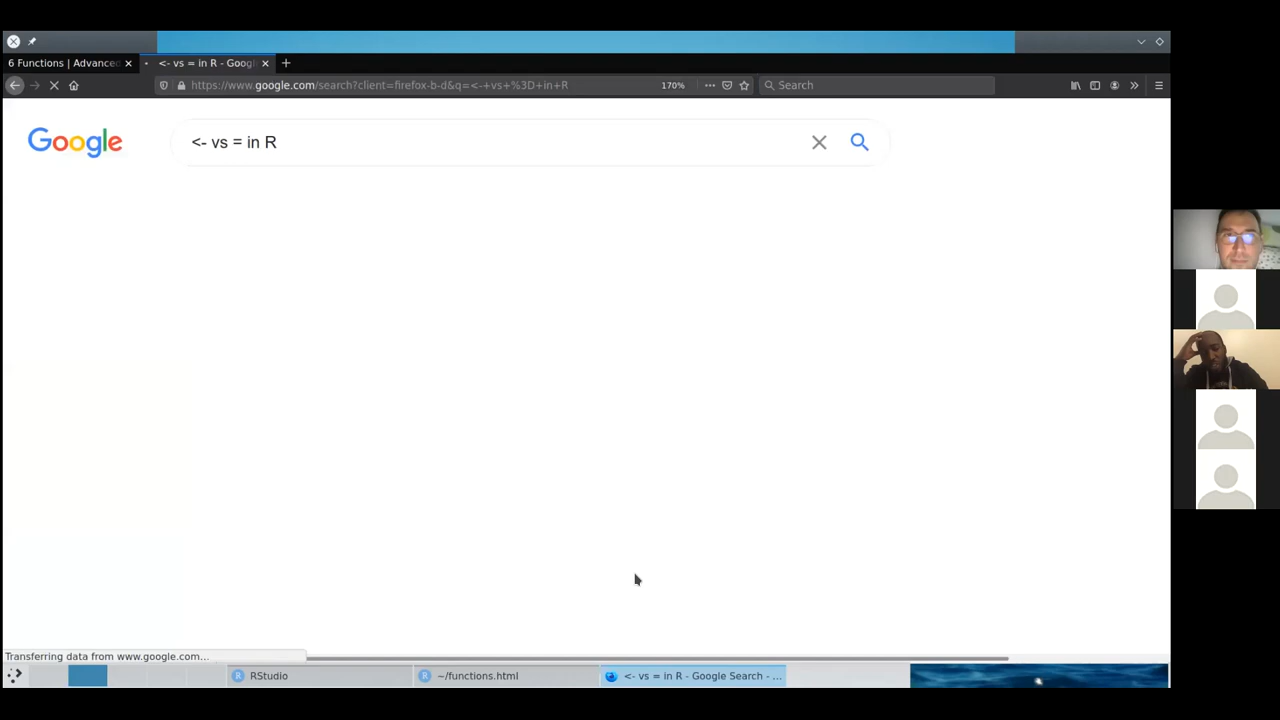 6 Functions | Advanced
<- vs = in R - Goog
https://www.google.com/search?client=firefox-b-d&q=<-+vs+%3D+in+R
170%
Search
Google
<- vs = in R
Transferring data from www.google.com...
RStudio
~/functions.html
<- vs = in R - Google Search - ...